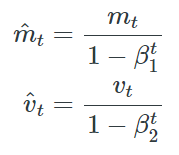 m̂_t = m_t / (1 − β_1^t)
v̂_t = v_t / (1 − β_2^t)